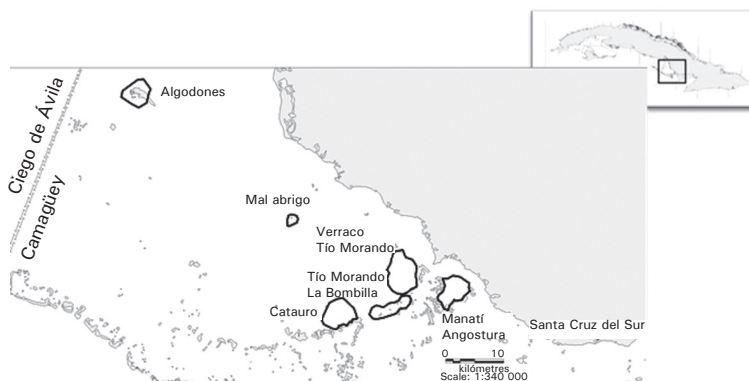 Ciego de Ávila
Camagüey
Algodones
Mal abrigo
Verraco
Tío Morando
Tío Morando
La Bombilla
Catauro
Manatí
Angostura
Santa Cruz del Sur
0 10
kilómetres
Scale: 1:340 000